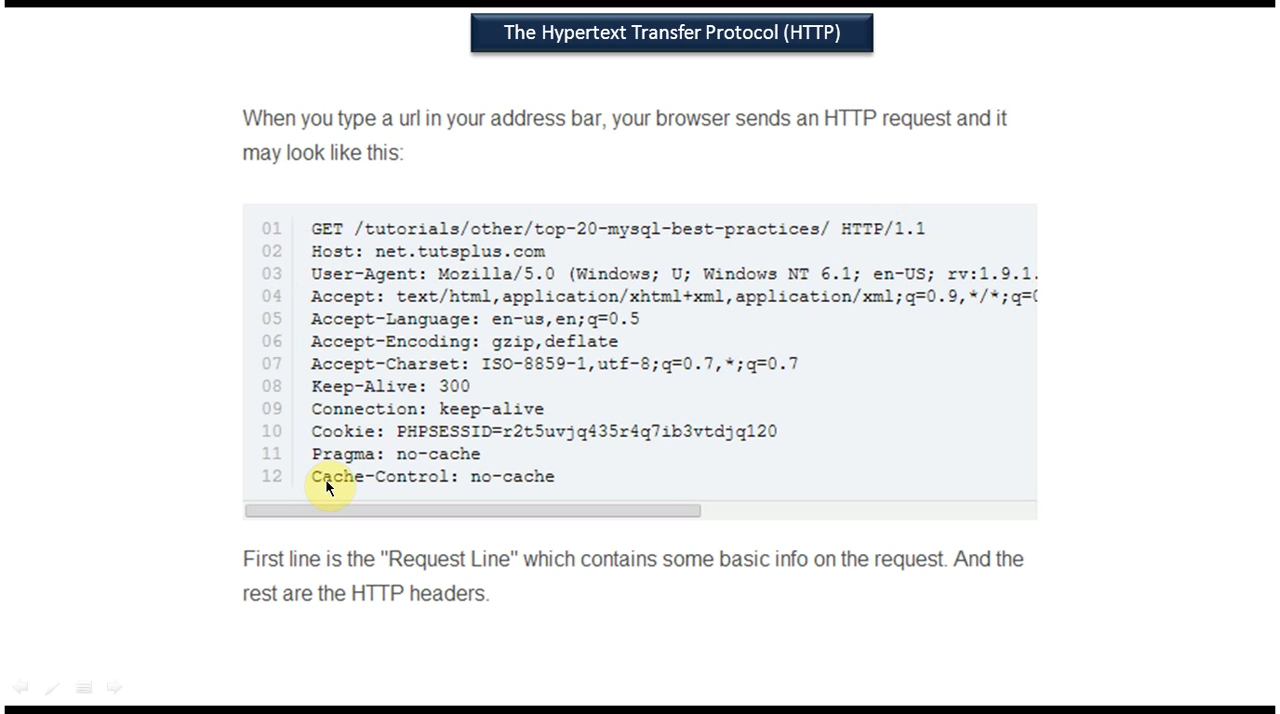 The Hypertext Transfer Protocol (HTTP)
When you type a url in your address bar, your browser sends an HTTP request and it
may look like this:
01 GET /tutorials/other/top-20-mysql-best-practices/ HTTP/1.1
02 Host: net.tutsplus.com
03 User-Agent: Mozilla/5.0 (Windows; U; Windows NT 6.1; en-US; rv:1.9.1.
04 Accept: text/html,application/xhtml+xml,application/xml;q=0.9,*/*;q=0
05 Accept-Language: en-us,en;q=0.5
06 Accept-Encoding: gzip,deflate
07 Accept-Charset: ISO-8859-1,utf-8;q=0.7,*;q=0.7
08 Keep-Alive: 300
09 Connection: keep-alive
10 Cookie: PHPSESSID=r2t5uvjq435r4q7ib3vtdjq120
11 Pragma: no-cache
12 Cache-Control: no-cache
First line is the "Request Line" which contains some basic info on the request. And the
rest are the HTTP headers.